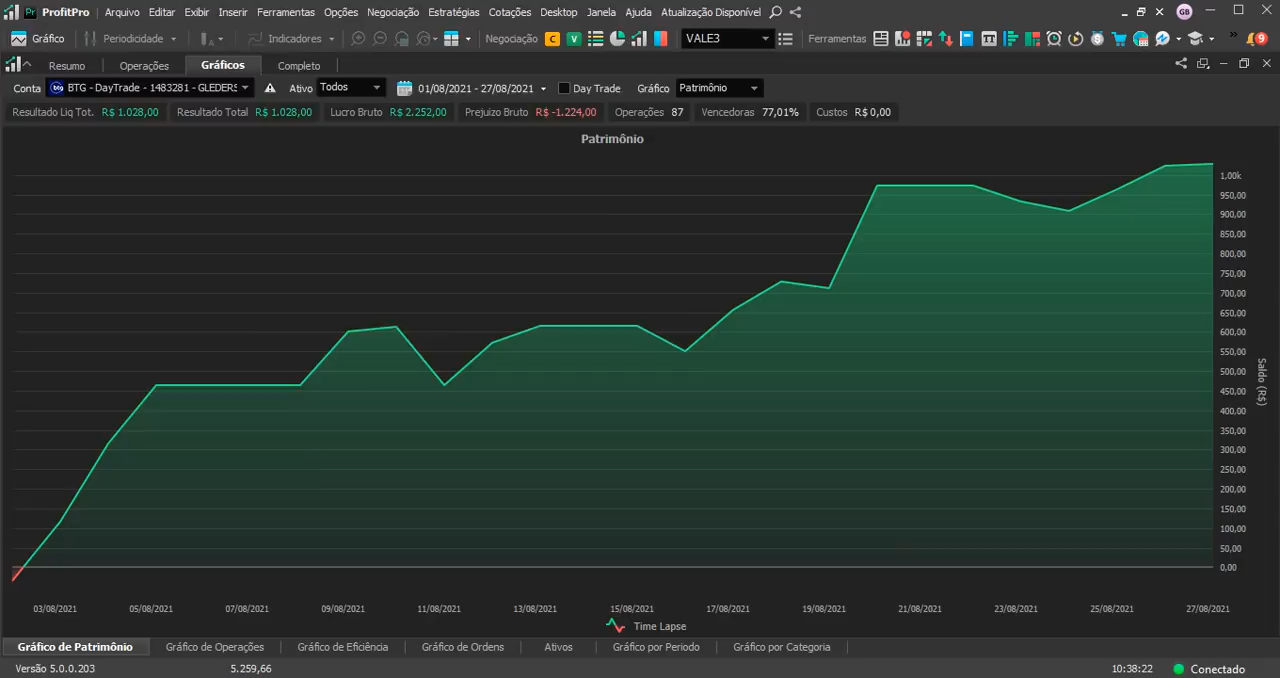 Pr ProfitPro Arquivo Editar Exibir Inserir Ferramentas Opções Negociação Estratégias Cotações Desktop Janela Ajuda Atualização Disponível GB
Gráfico Periodicidade Indicadores Negociação C V VALE3 Ferramentas TT 9
Resumo Operações Gráficos Completo
Conta BTG - DayTrade - 1483281 - GLEDERS Ativo Todos 01/08/2021 - 27/08/2021 Day Trade Gráfico Patrimônio
Resultado Liq Tot. R$ 1.028,00 Resultado Total R$ 1.028,00 Lucro Bruto R$ 2.252,00 Prejuizo Bruto R$ -1.224,00 Operações 87 Vencedoras 77,01% Custos R$ 0,00
Patrimônio
1,00k
950,00
900,00
850,00
800,00
750,00
700,00
650,00
600,00
550,00
500,00
450,00
400,00
350,00
300,00
250,00
200,00
150,00
100,00
50,00
0,00
Saldo (R$)
03/08/2021 05/08/2021 07/08/2021 09/08/2021 11/08/2021 13/08/2021 15/08/2021 17/08/2021 19/08/2021 21/08/2021 23/08/2021 25/08/2021 27/08/2021
Time Lapse
Gráfico de Patrimônio Gráfico de Operações Gráfico de Eficiência Gráfico de Ordens Ativos Gráfico por Periodo Gráfico por Categoria
Versão 5.0.0.203 5.259,66 10:38:22 Conectado